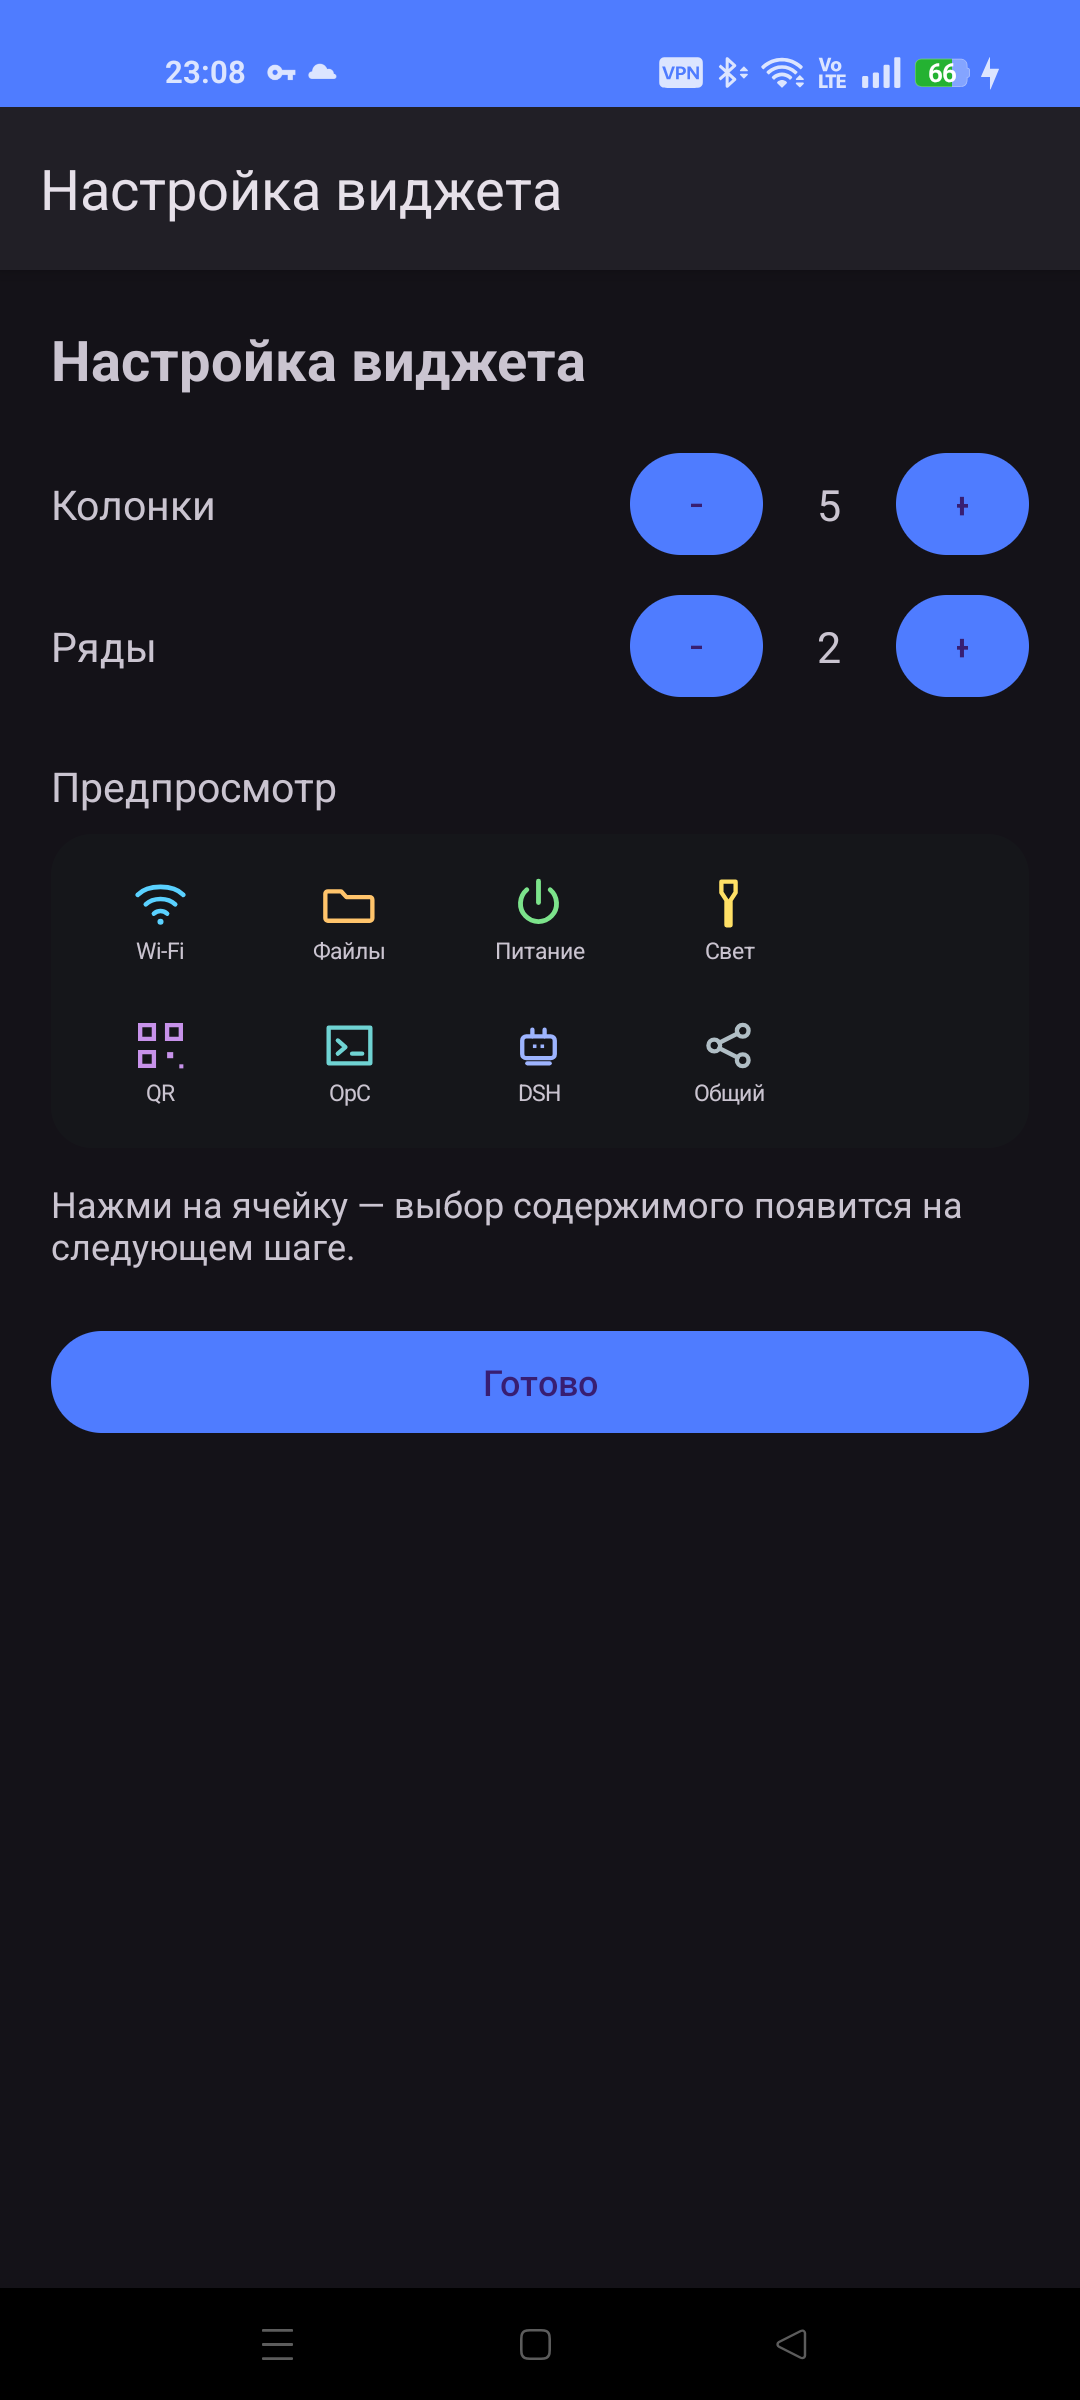 23:08 VPN Vo LTE 66
Настройка виджета
Настройка виджета
Колонки - 5 +
Ряды - 2 +
Предпросмотр
Wi-Fi Файлы Питание Свет
QR OpC DSH Общий
Нажми на ячейку — выбор содержимого появится на
следующем шаге.
Готово